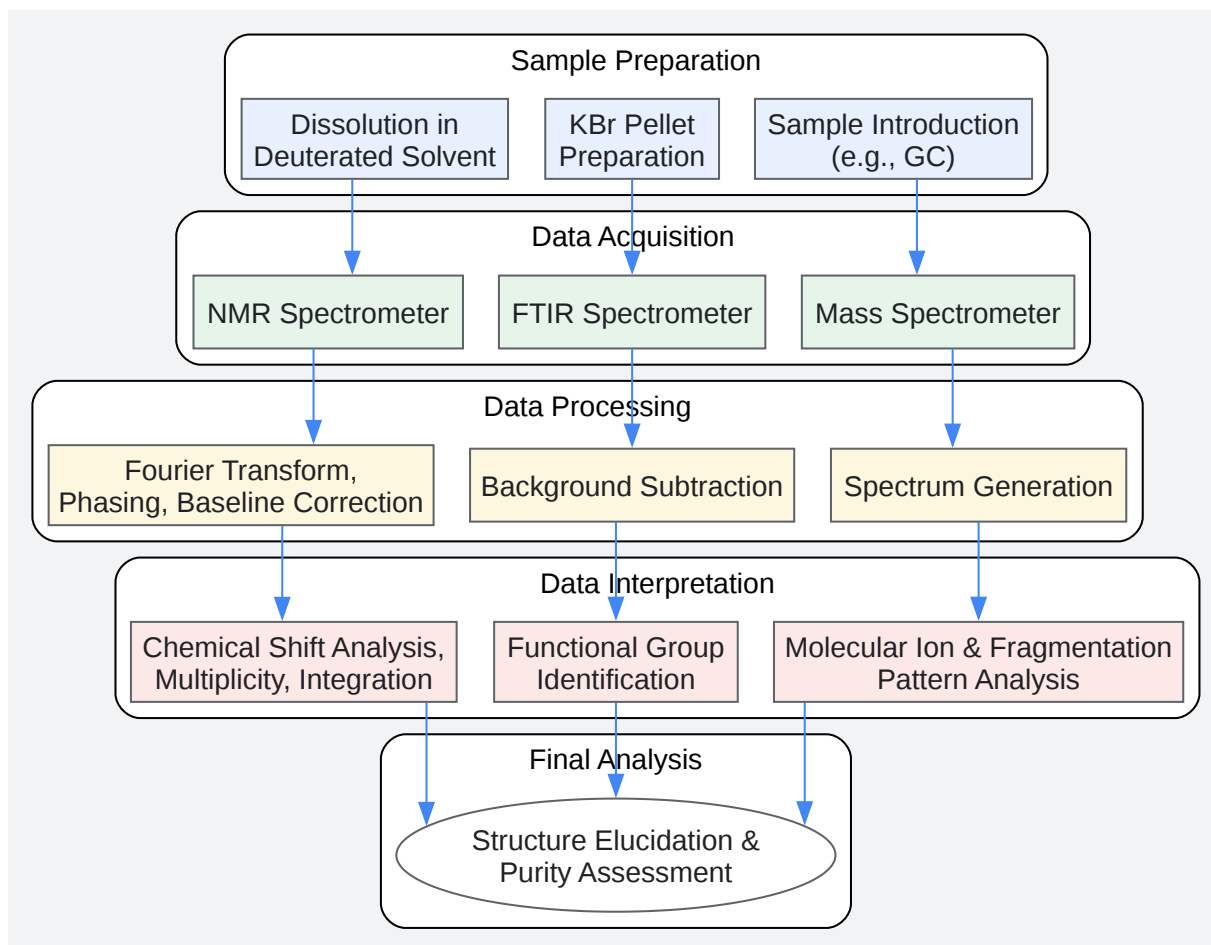 Sample Preparation
Dissolution in
Deuterated Solvent
KBr Pellet
Preparation
Sample Introduction
(e.g., GC)
Data Acquisition
NMR Spectrometer
FTIR Spectrometer
Mass Spectrometer
Data Processing
Fourier Transform,
Phasing, Baseline Correction
Background Subtraction
Spectrum Generation
Data Interpretation
Chemical Shift Analysis,
Multiplicity, Integration
Functional Group
Identification
Molecular Ion & Fragmentation
Pattern Analysis
Final Analysis
Structure Elucidation &
Purity Assessment